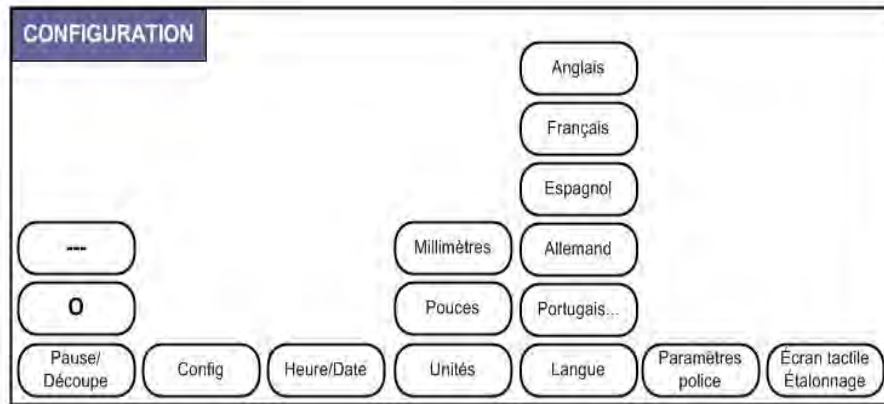 CONFIGURATION
Anglais
Français
Espagnol
--- Millimètres Allemand
O Pouces Portugais...
Pause/
Découpe
Config
Heure/Date
Unités
Langue
Paramètres
police
Écran tactile
Étalonnage